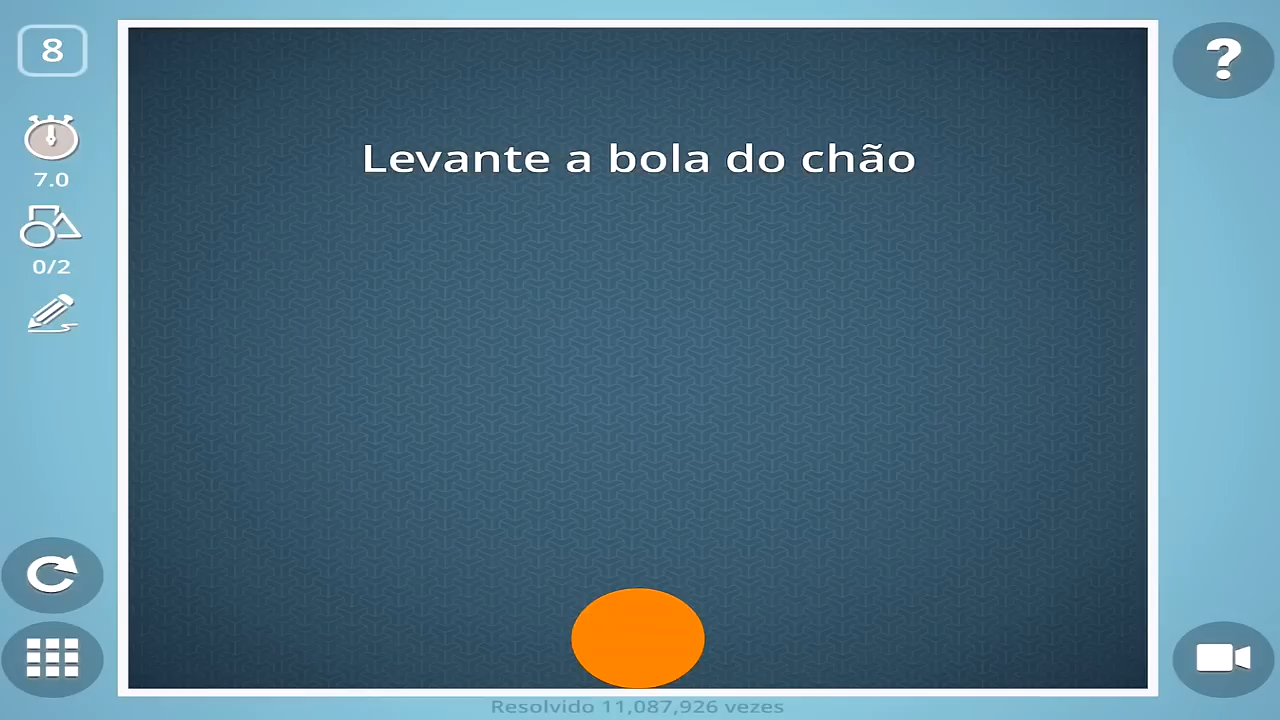 8
Levante a bola do chão
7.0
0/2
?
Resolvido 11,087,926 vezes